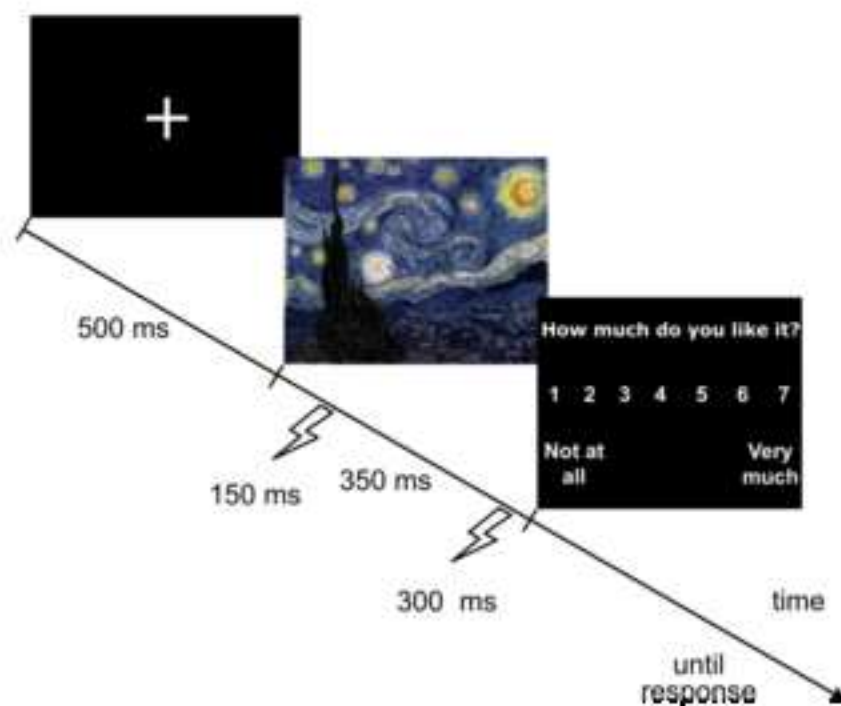 500 ms
150 ms
350 ms
300 ms
How much do you like it?
1 2 3 4 5 6 7
Not at all
Very much
time
until
response